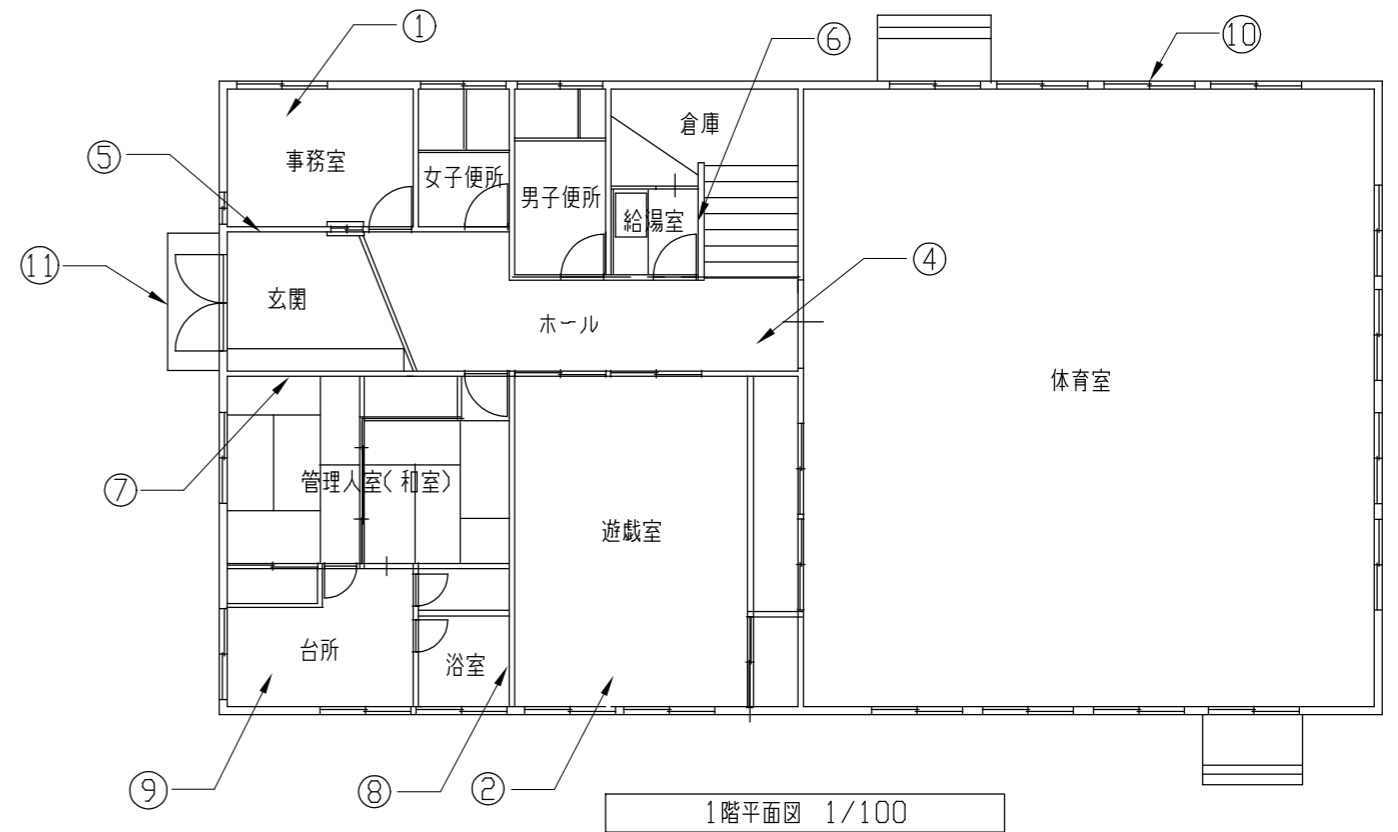 ①
⑥
⑩
倉庫
⑤
事務室
女子便所
男子便所
給湯室
⑪
④
玄関
ホール
体育室
⑦
管理人室(和室)
遊戯室
台所
浴室
⑨
⑧
②
1階平面図 1/100